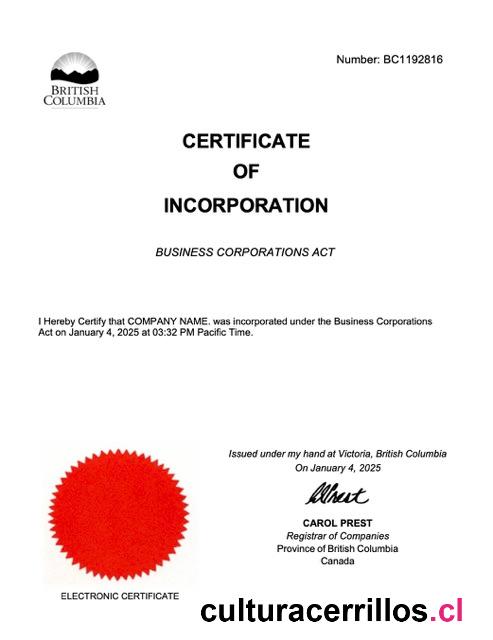 Number: BC1192816
BRITISH
COLUMBIA
CERTIFICATE
OF
INCORPORATION
BUSINESS CORPORATIONS ACT
I Hereby Certify that COMPANY NAME. was incorporated under the Business Corporations
Act on January 4, 2025 at 03:32 PM Pacific Time.
Issued under my hand at Victoria, British Columbia
On January 4, 2025
CPrest
CAROL PREST
Registrar of Companies
Province of British Columbia
Canada
ELECTRONIC CERTIFICATE
culturacerrillos.cl